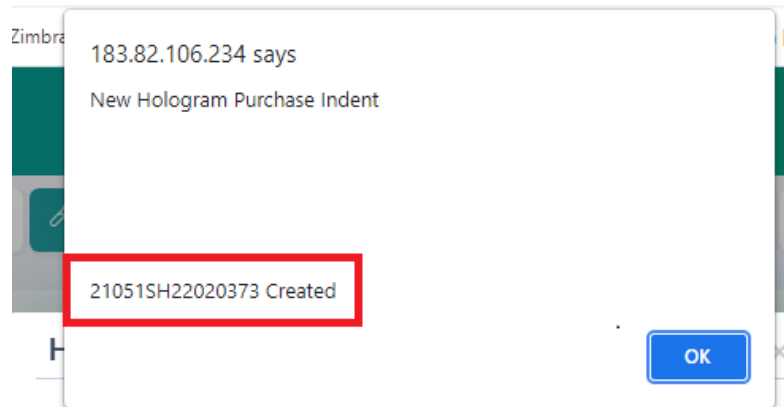 Zimbra
183.82.106.234 says
New Hologram Purchase Indent
21051SH22020373 Created
H
OK